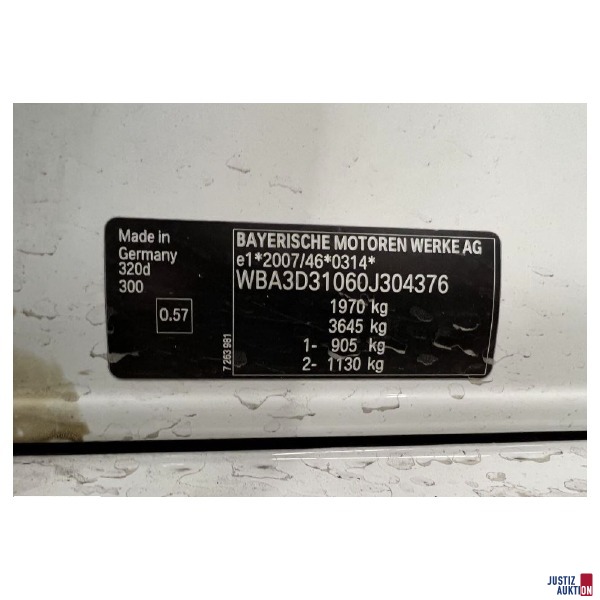 Made in
Germany
320d
300
0.57
7 263 981
BAYERISCHE MOTOREN WERKE AG
e1*2007/46*0314*
WBA3D31060J304376
1970 kg
3645 kg
1- 905 kg
2- 1130 kg
JUSTIZ
AUKTION